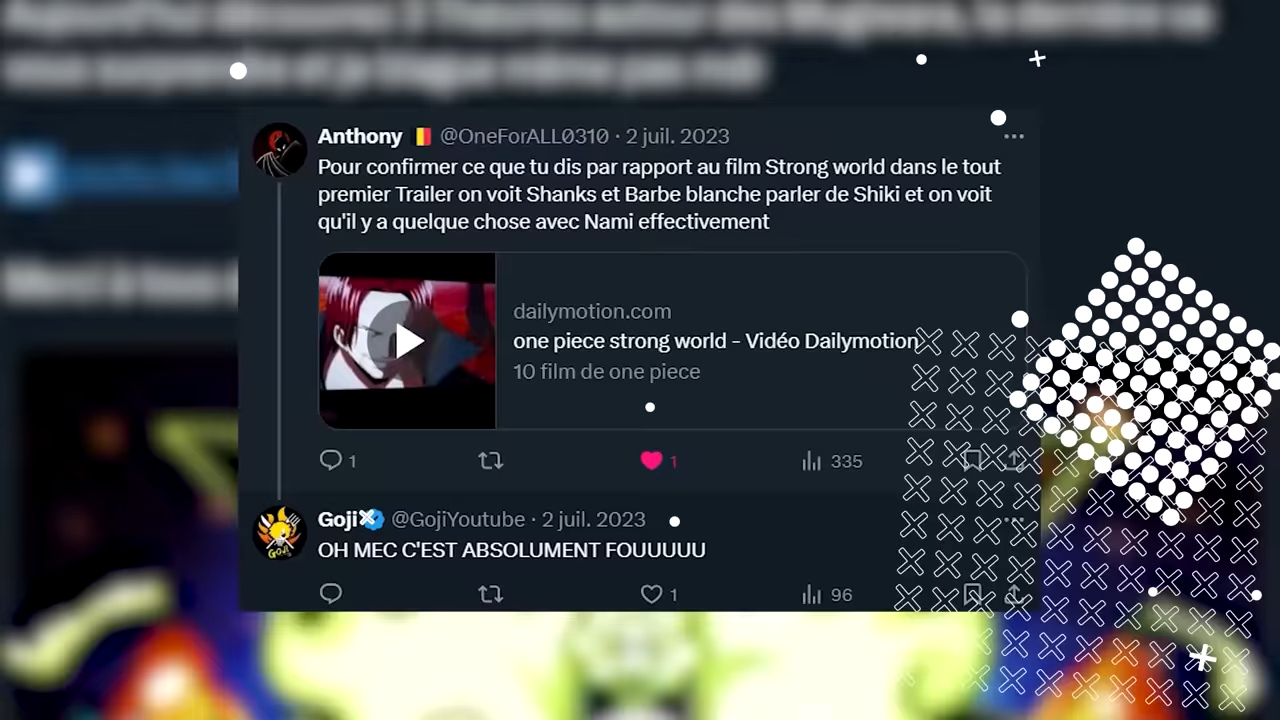 Anthony 🇧🇪 @OneForALL0310 · 2 juil. 2023
Pour confirmer ce que tu dis par rapport au film Strong world dans le tout
premier Trailer on voit Shanks et Barbe blanche parler de Shiki et on voit
qu'il y a quelque chose avec Nami effectivement
dailymotion.com
one piece strong world - Vidéo Dailymotion
10 film de one piece
1
1
335
Goji @GojiYoutube · 2 juil. 2023
OH MEC C'EST ABSOLUMENT FOUUUUU
1
96